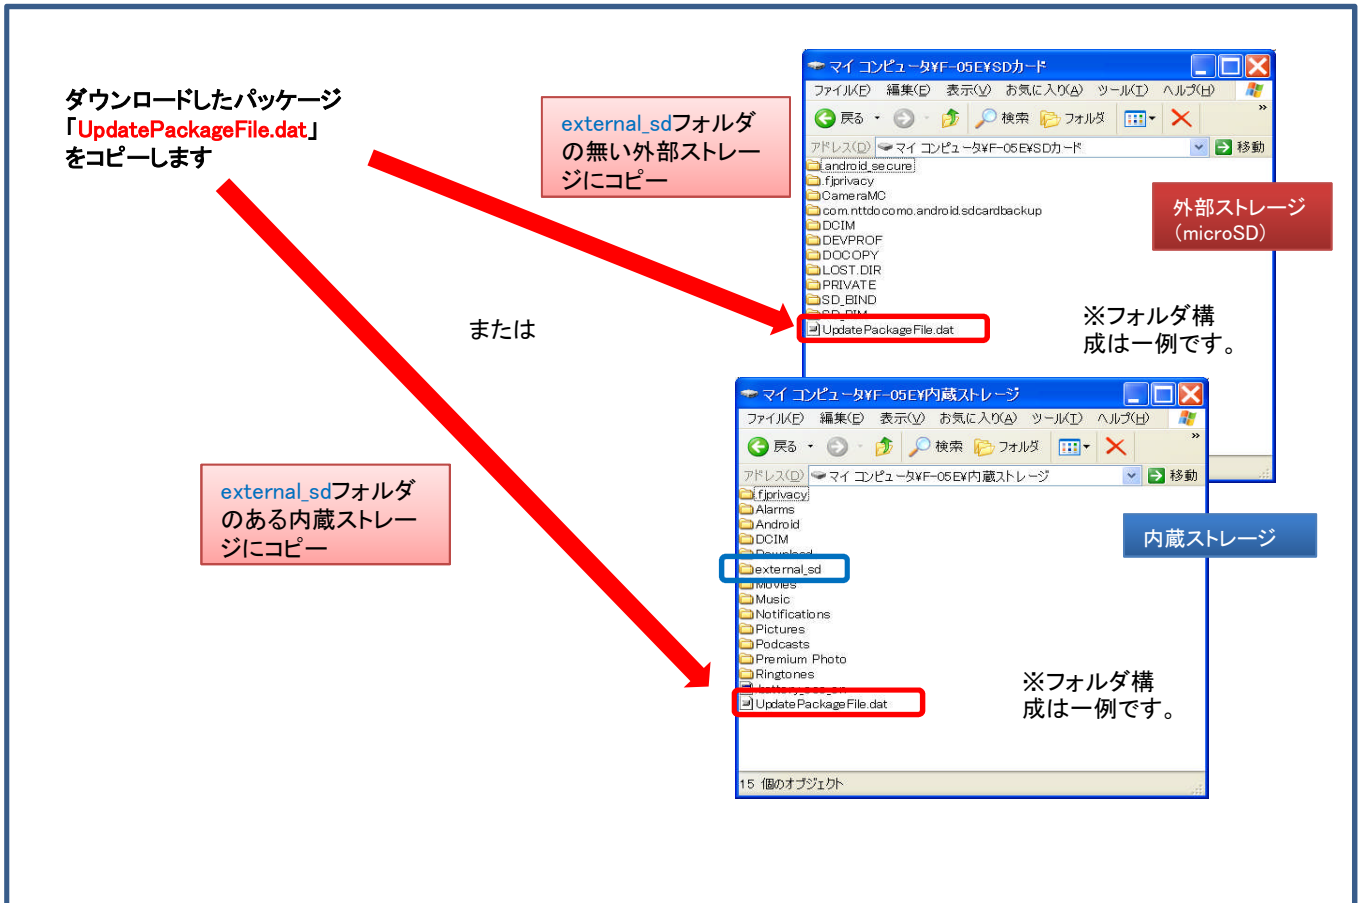 ダウンロードしたパッケージ
「UpdatePackageFile.dat」
をコピーします
external_sdフォルダ
の無い外部ストレー
ジにコピー
または
external_sdフォルダ
のある内蔵ストレー
ジにコピー
マイ コンピュータ¥F-05E¥SDカード
ファイル(F) 編集(E) 表示(V) お気に入り(A) ツール(T) ヘルプ(H)
戻る 検索 フォルダ »
アドレス(D) マイ コンピュータ¥F-05E¥SDカード 移動
.android_secure
.fjprivacy
CameraMC
com.nttdocomo.android.sdcardbackup
DCIM
DEVPROF
DOCOPY
LOST.DIR
PRIVATE
SD_BIND
SD_PIM
UpdatePackageFile.dat
外部ストレージ
（microSD）
※フォルダ構
成は一例です。
マイ コンピュータ¥F-05E¥内蔵ストレージ
ファイル(F) 編集(E) 表示(V) お気に入り(A) ツール(T) ヘルプ(H)
戻る 検索 フォルダ »
アドレス(D) マイ コンピュータ¥F-05E¥内蔵ストレージ 移動
.fjprivacy
Alarms
Android
DCIM
Download
external_sd
Movies
Music
Notifications
Pictures
Podcasts
Premium Photo
Ringtones
UpdatePackageFile.dat
15 個のオブジェクト
内蔵ストレージ
※フォルダ構
成は一例です。